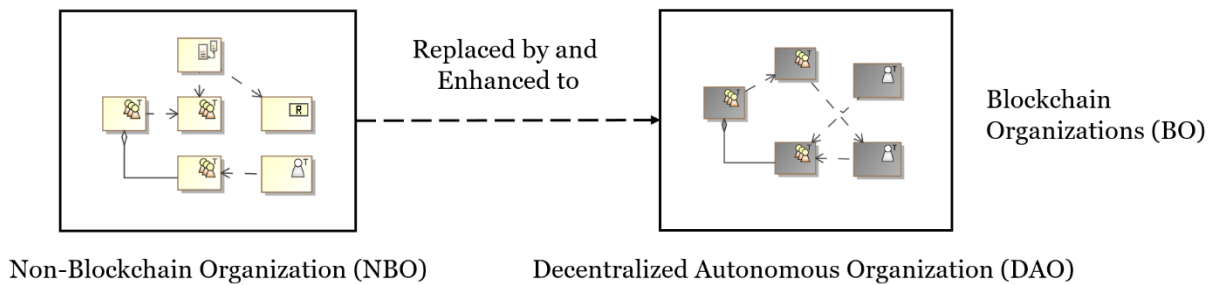 Replaced by and
Enhanced to
R
T
T
T
T
T
T
T
T
T
Blockchain
Organizations (BO)
Non-Blockchain Organization (NBO)
Decentralized Autonomous Organization (DAO)